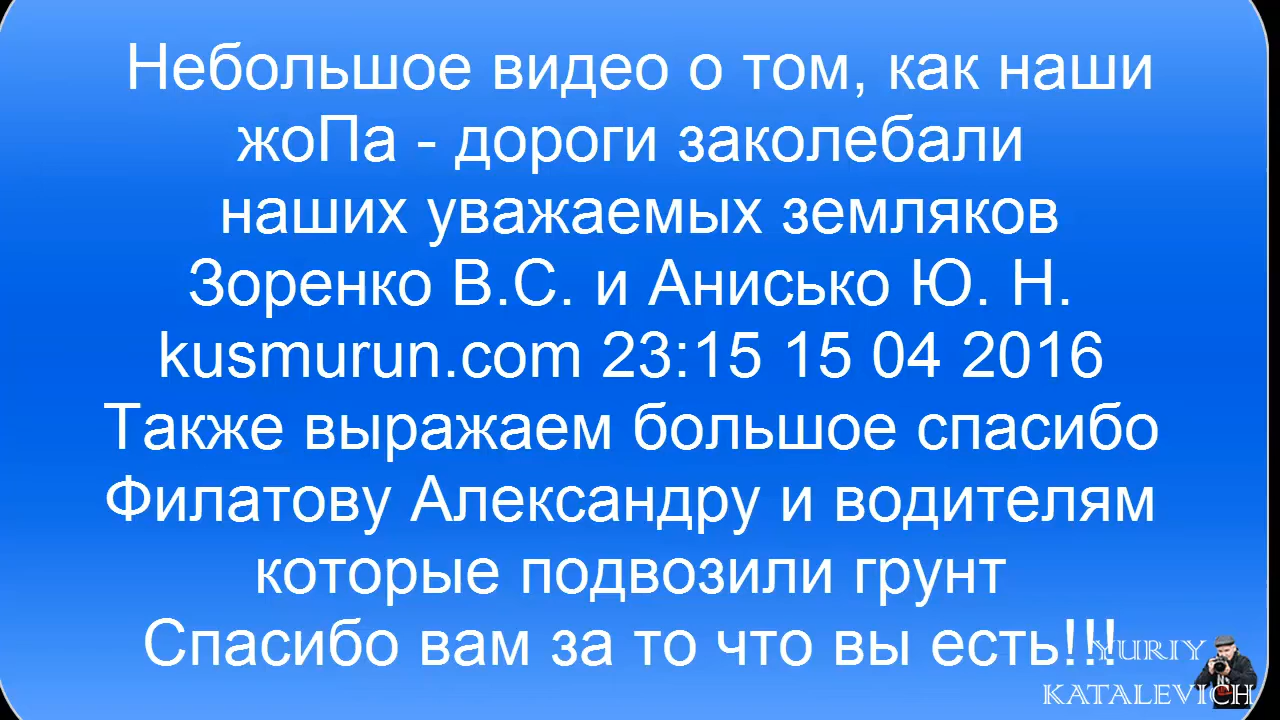 Небольшое видео о том, как наши
жоПа - дороги заколебали
наших уважаемых земляков
Зоренко В.С. и Анисько Ю. Н.
kusmurun.com 23:15 15 04 2016
Также выражаем большое спасибо
Филатову Александру и водителям
которые подвозили грунт
Спасибо вам за то что вы есть!!!
YURIY
KATALEVICH